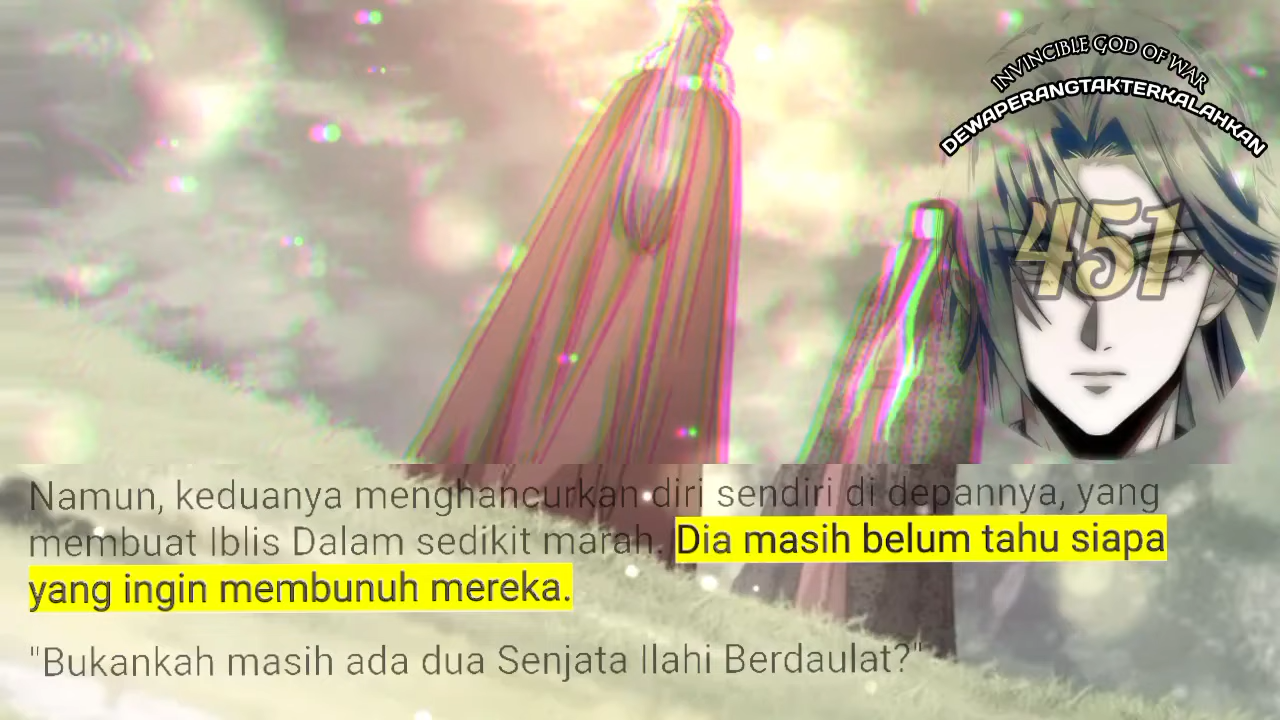 INVINCIBLE GOD OF WAR
DEWAPERANGTAKTERKALAHKAN
451
Namun, keduanya menghancurkan diri sendiri di depannya, yang
membuat Iblis Dalam sedikit marah. Dia masih belum tahu siapa
yang ingin membunuh mereka.
"Bukankah masih ada dua Senjata Ilahi Berdaulat?"